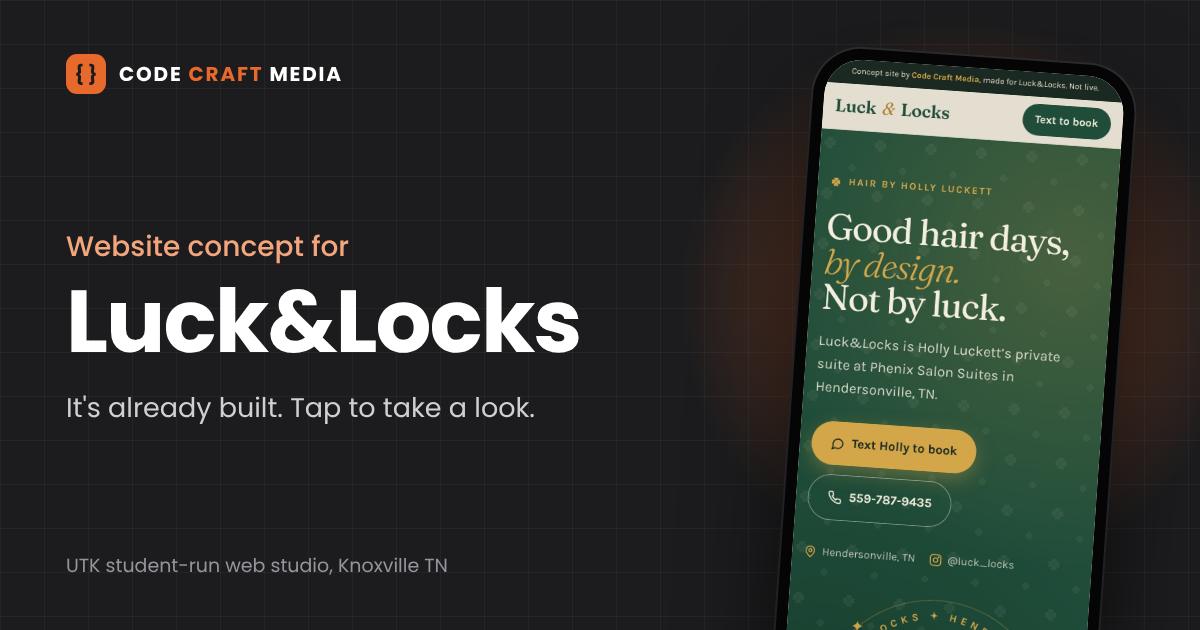 { } CODE CRAFT MEDIA
Website concept for
Luck&Locks
It's already built. Tap to take a look.
UTK student-run web studio, Knoxville TN
Concept site by Code Craft Media, made for Luck&Locks. Not live.
Luck & Locks
Text to book
HAIR BY HOLLY LUCKETT
Good hair days,
by design.
Not by luck.
Luck&Locks is Holly Luckett's private
suite at Phenix Salon Suites in
Hendersonville, TN.
Text Holly to book
559-787-9435
Hendersonville, TN
@luck_locks